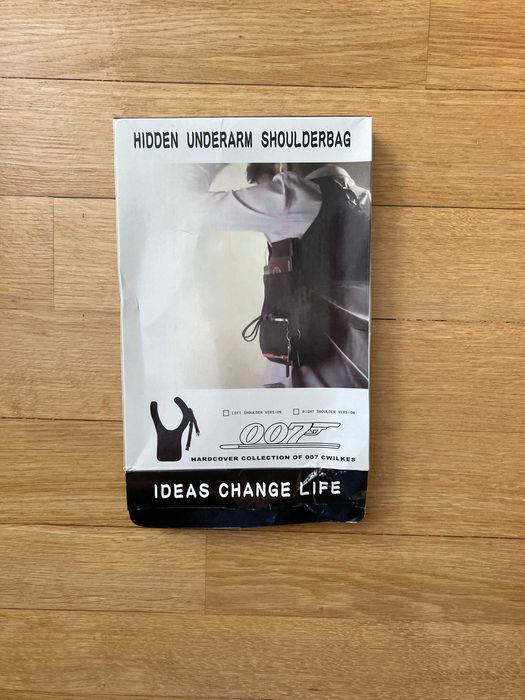 HIDDEN UNDERARM SHOULDERBAG
LEFT SHOULDER VERSION
RIGHT SHOULDER VERSION
007
HARDCOVER COLLECTION OF 007 CWILKES
IDEAS CHANGE LIFE